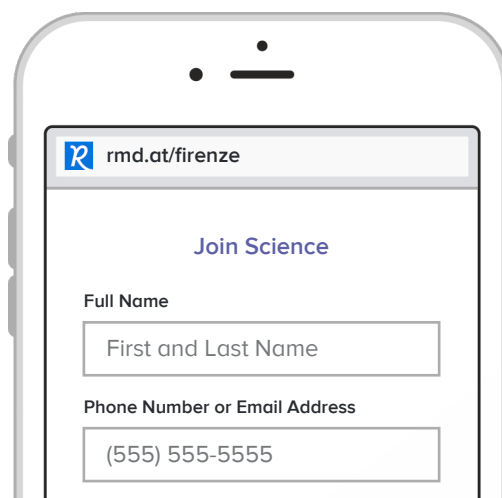 rmd.at/firenze
Join Science
Full Name
First and Last Name
Phone Number or Email Address
(555) 555-5555